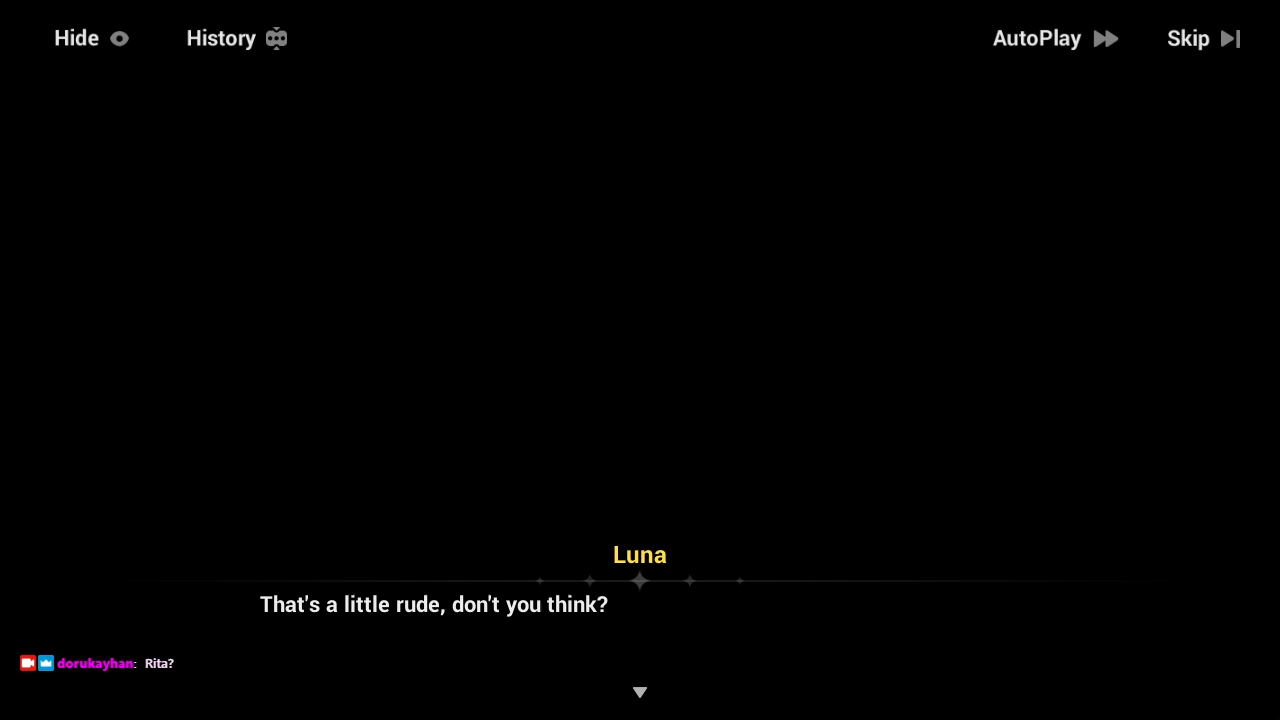 Hide History AutoPlay Skip
Luna
That's a little rude, don't you think?
dorukayhan: Rita?